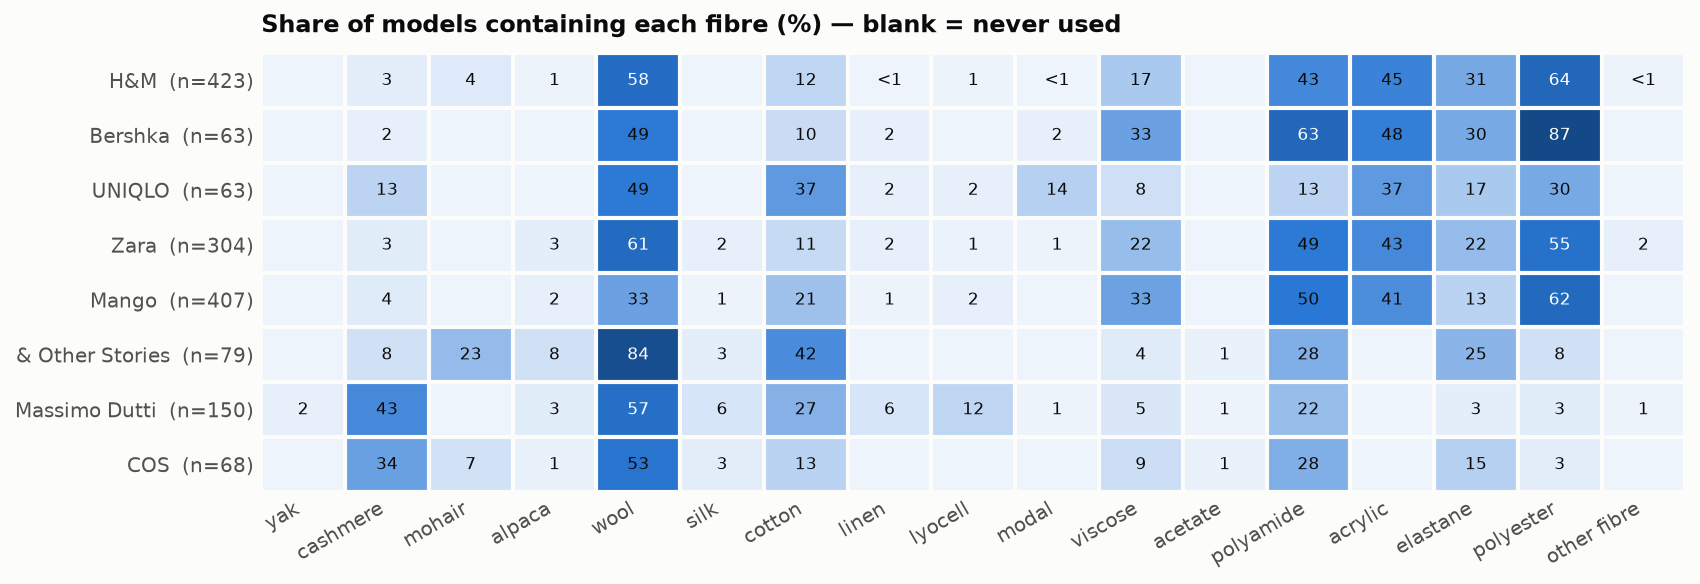 Share of models containing each fibre (%) — blank = never used
H&M (n=423) 3 4 1 58 12 <1 1 <1 17 43 45 31 64 <1
Bershka (n=63) 2 49 10 2 2 33 63 48 30 87
UNIQLO (n=63) 13 49 37 2 2 14 8 13 37 17 30
Zara (n=304) 3 3 61 2 11 2 1 1 22 49 43 22 55 2
Mango (n=407) 4 2 33 1 21 1 2 33 50 41 13 62
& Other Stories (n=79) 8 23 8 84 3 42 4 1 28 25 8
Massimo Dutti (n=150) 2 43 3 57 6 27 6 12 1 5 1 22 3 3 1
COS (n=68) 34 7 1 53 3 13 9 1 28 15 3
yak cashmere mohair alpaca wool silk cotton linen lyocell modal viscose acetate polyamide acrylic elastane polyester other fibre